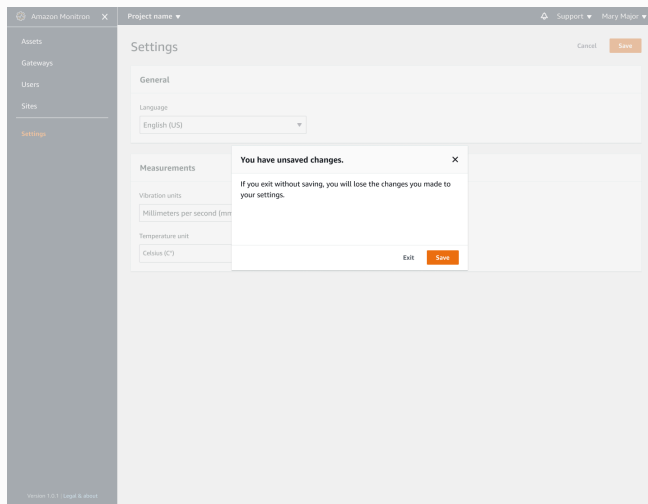 Amazon Monitron
Project name
Support
Mary Major
Assets
Gateways
Users
Sites
Settings
Settings
Cancel
Save
General
Language
English (US)
Measurements
Vibration units
Millimeters per second (mm
Temperature unit
Celsius (C°)
You have unsaved changes.
If you exit without saving, you will lose the changes you made to
your settings.
Exit
Save
Version 1.0.1 | Legal & about